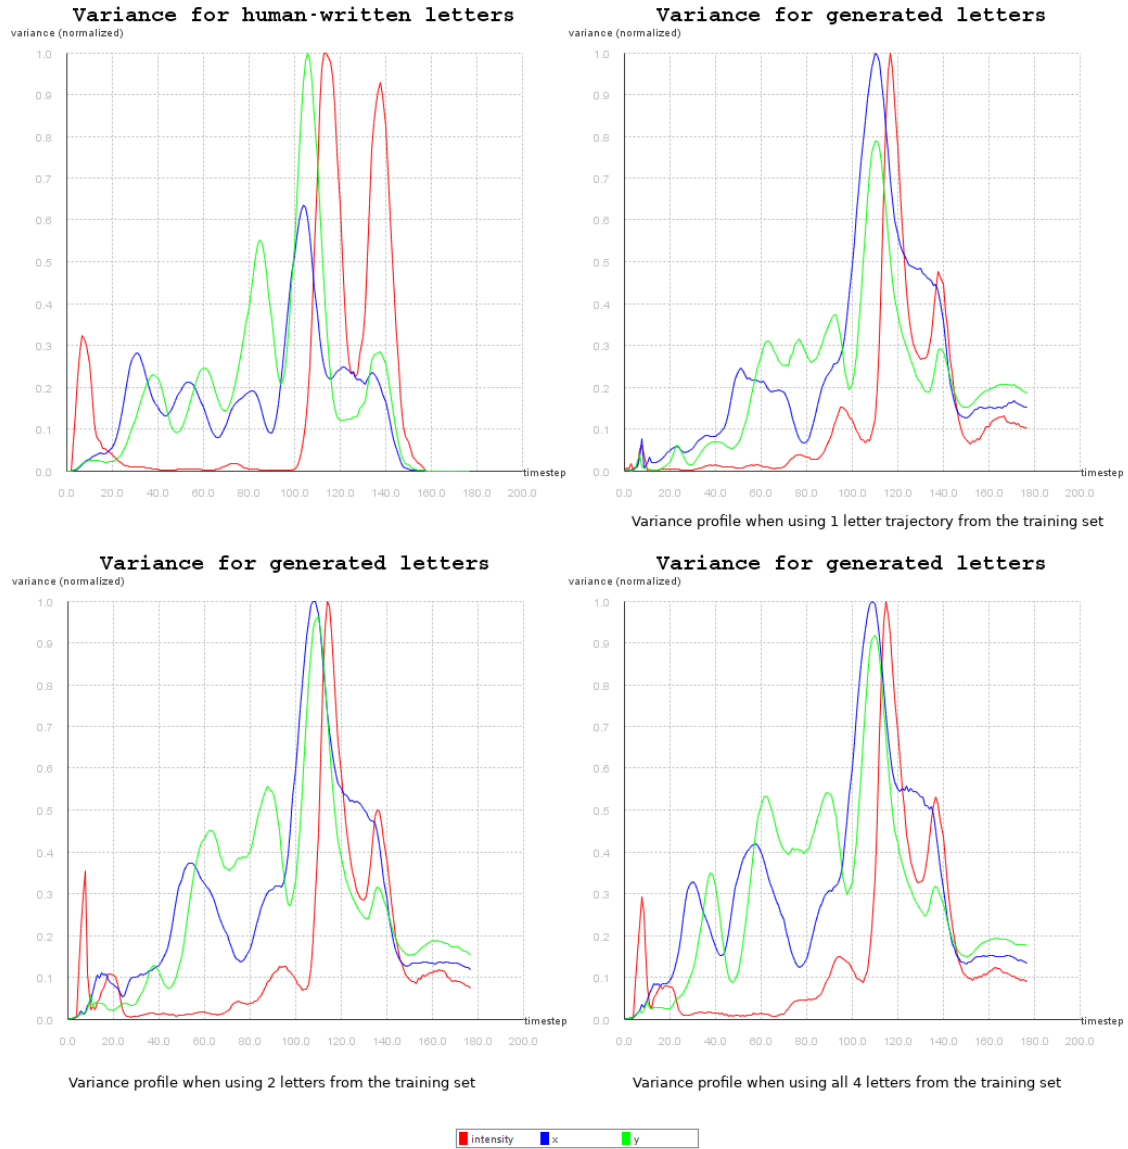 Variance for human-written letters
variance (normalized)
1.0
0.9
0.8
0.7
0.6
0.5
0.4
0.3
0.2
0.1
0.0
timestep
0.0 20.0 40.0 60.0 80.0 100.0 120.0 140.0 160.0 180.0 200.0
Variance for generated letters
variance (normalized)
1.0
0.9
0.8
0.7
0.6
0.5
0.4
0.3
0.2
0.1
0.0
timestep
0.0 20.0 40.0 60.0 80.0 100.0 120.0 140.0 160.0 180.0 200.0
Variance profile when using 1 letter trajectory from the training set
Variance for generated letters
variance (normalized)
1.0
0.9
0.8
0.7
0.6
0.5
0.4
0.3
0.2
0.1
0.0
timestep
0.0 20.0 40.0 60.0 80.0 100.0 120.0 140.0 160.0 180.0 200.0
Variance profile when using 2 letters from the training set
Variance for generated letters
variance (normalized)
1.0
0.9
0.8
0.7
0.6
0.5
0.4
0.3
0.2
0.1
0.0
timestep
0.0 20.0 40.0 60.0 80.0 100.0 120.0 140.0 160.0 180.0 200.0
Variance profile when using all 4 letters from the training set
intensity x y